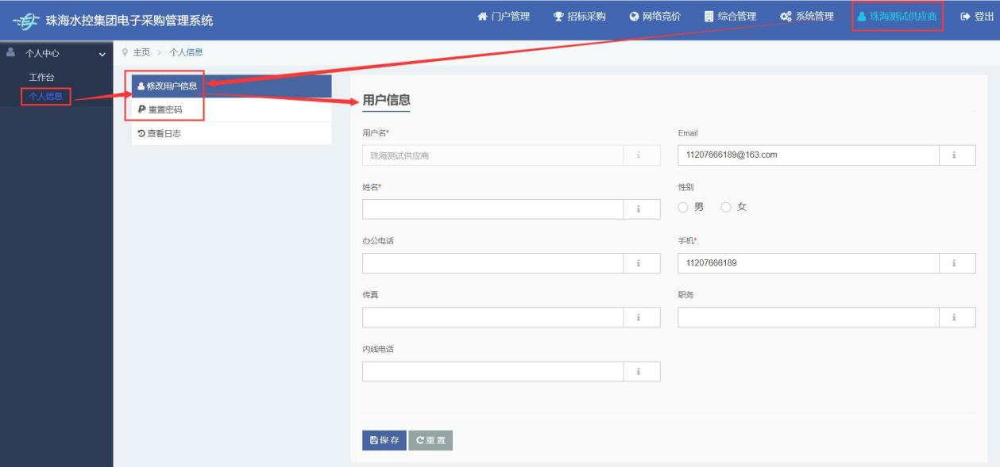 珠海水控集团电子采购管理系统
门户管理 招标采购 网络竞价 综合管理 系统管理 珠海测试供应商 登出
个人中心
主页 > 个人信息
工作台
个人信息
修改用户信息
重置密码
查看日志
用户信息
用户名* Email
珠海测试供应商 11207666189@163.com
姓名* 性别
男 女
办公电话 手机*
11207666189
传真 职务
内线电话
保存 重置